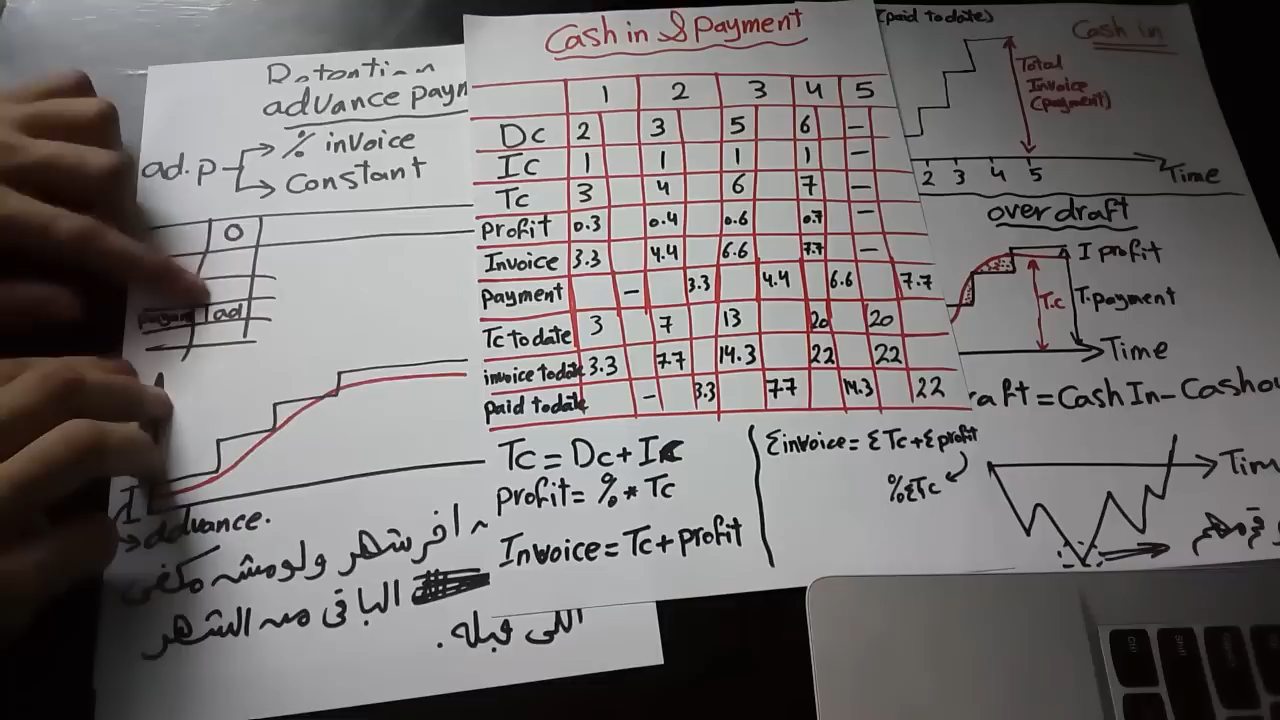 Retention
advance paym
ad.p
% invoice
Constant
0
ad
I
advance.
اخر شهر ولو مش مكفى
الباقى من الشهر
اللى قبله.
Cash in & payment
1 2 3 4 5
Dc 2 3 5 6 -
Ic 1 1 1 1 -
Tc 3 4 6 7 -
Profit 0.3 0.4 0.6 0.7 -
Invoice 3.3 4.4 6.6 7.7 -
payment - 3.3 4.4 6.6 7.7
Tc to date 3 7 13 20 20
invoice todate 3.3 7.7 14.3 22 22
paid todate - 3.3 7.7 14.3 22
Tc = Dc + Ic
profit = % * Tc
Invoice = Tc + profit
Σinvoice = ΣTc + Σprofit
%ΣTc
(paid to date)
Cash in
Total
Invoice
(payment)
2 3 4 5
Time
over draft
I profit
T.c
T.payment
Time
raft = Cash In - Cashou
Tim